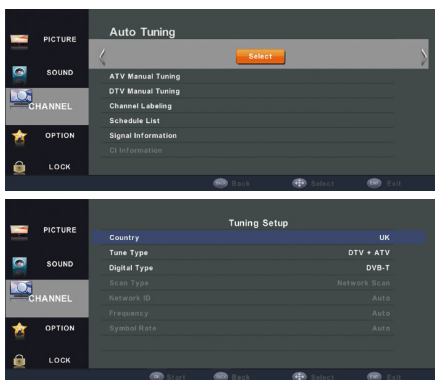 Auto Tuning
PICTURE
Select
SOUND
ATV Manual Tuning
DTV Manual Tuning
CHANNEL
Channel Labeling
Schedule List
OPTION
Signal Information
CI Information
LOCK
Back
Select
Exit
Tuning Setup
PICTURE
Country UK
Tune Type DTV + ATV
SOUND
Digital Type DVB-T
Scan Type Network Scan
CHANNEL
Network ID Auto
Frequency Auto
OPTION
Symbol Rate Auto
LOCK
Start
Back
Select
Exit